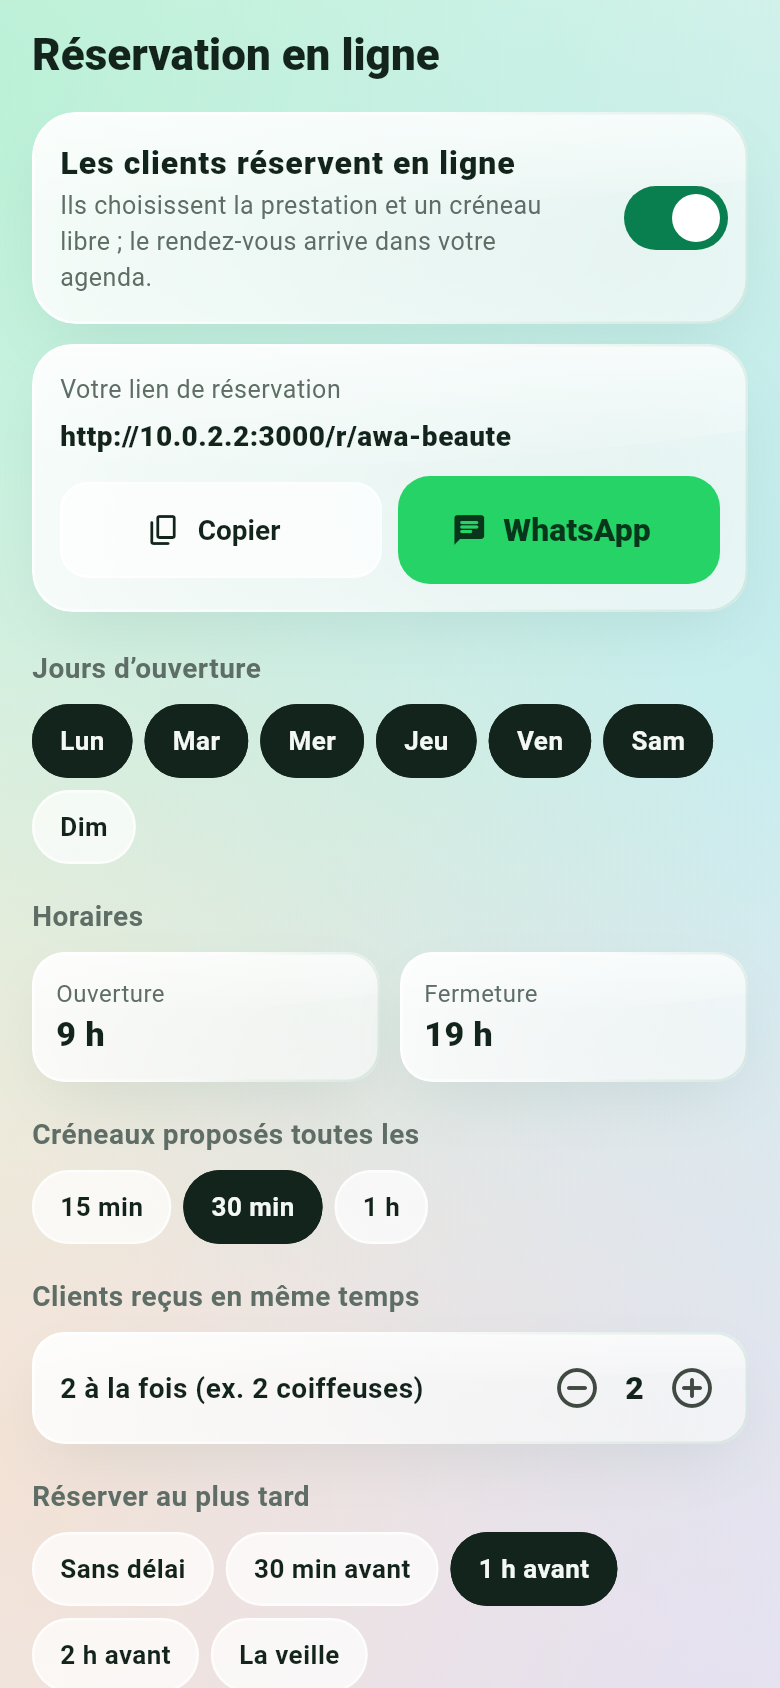 Réservation en ligne
Les clients réservent en ligne
Ils choisissent la prestation et un créneau
libre ; le rendez-vous arrive dans votre
agenda.
Votre lien de réservation
http://10.0.2.2:3000/r/awa-beaute
Copier
WhatsApp
Jours d’ouverture
Lun Mar Mer Jeu Ven Sam
Dim
Horaires
Ouverture Fermeture
9 h 19 h
Créneaux proposés toutes les
15 min 30 min 1 h
Clients reçus en même temps
2 à la fois (ex. 2 coiffeuses) 2
Réserver au plus tard
Sans délai 30 min avant 1 h avant
2 h avant La veille